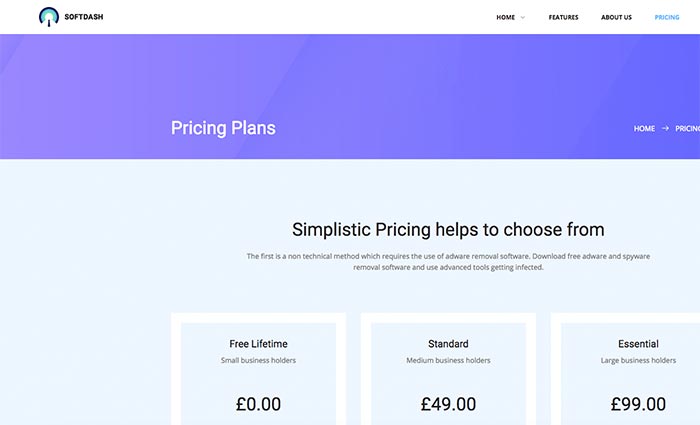 SOFTDASH
HOME FEATURES ABOUT US PRICING
Pricing Plans
HOME → PRICING
Simplistic Pricing helps to choose from
The first is a non technical method which requires the use of adware removal software. Download free adware and spyware
removal software and use advanced tools getting infected.
Free Lifetime
Small business holders
£0.00
Standard
Medium business holders
£49.00
Essential
Large business holders
£99.00